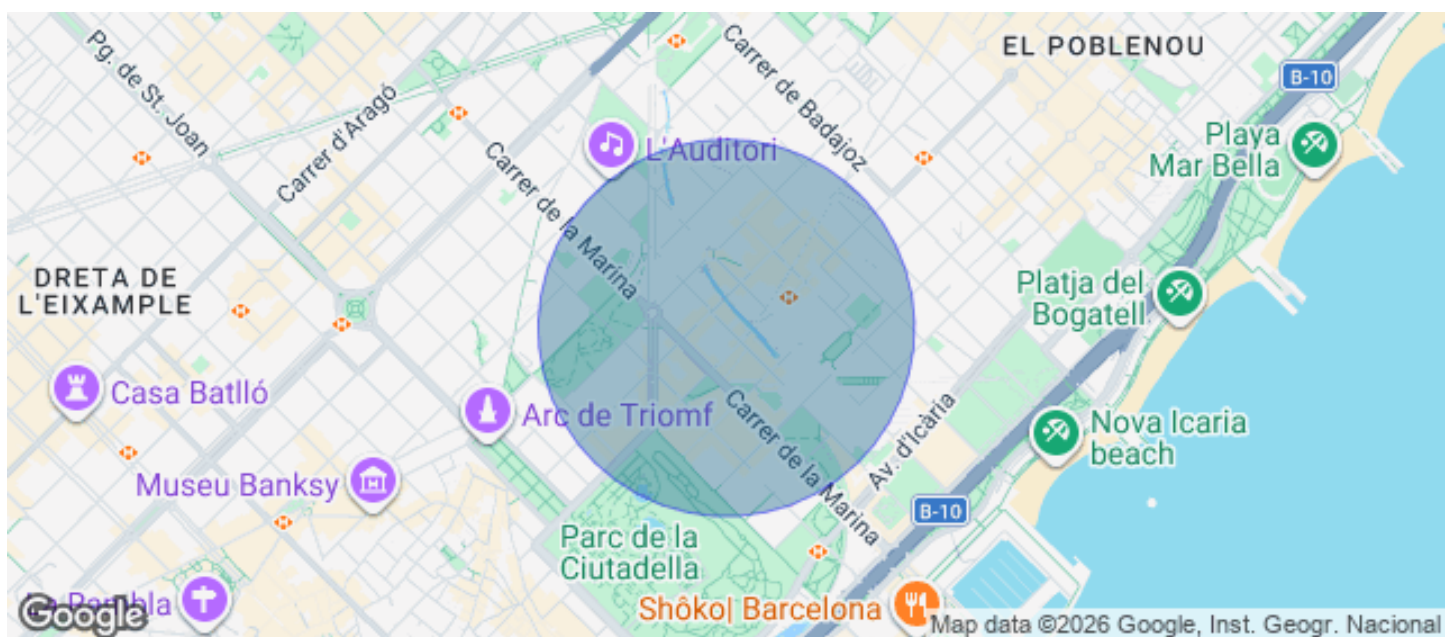 Pg. de St. Joan
Carrer d'Aragó
Carrer de Badajoz
EL POBLENOU
B-10
Playa
Mar Bella
L'Auditori
Carrer de la Marina
DRETA DE
L'EIXAMPLE
Platja del
Bogatell
Casa Batlló
Arc de Triomf
Carrer de la Marina
Av. d'Icària
Nova Icaria
beach
Museu Banksy
B-10
Parc de la
Ciutadella
La Rambla
Shôko| Barcelona
Google
Map data ©2026 Google, Inst. Geogr. Nacional